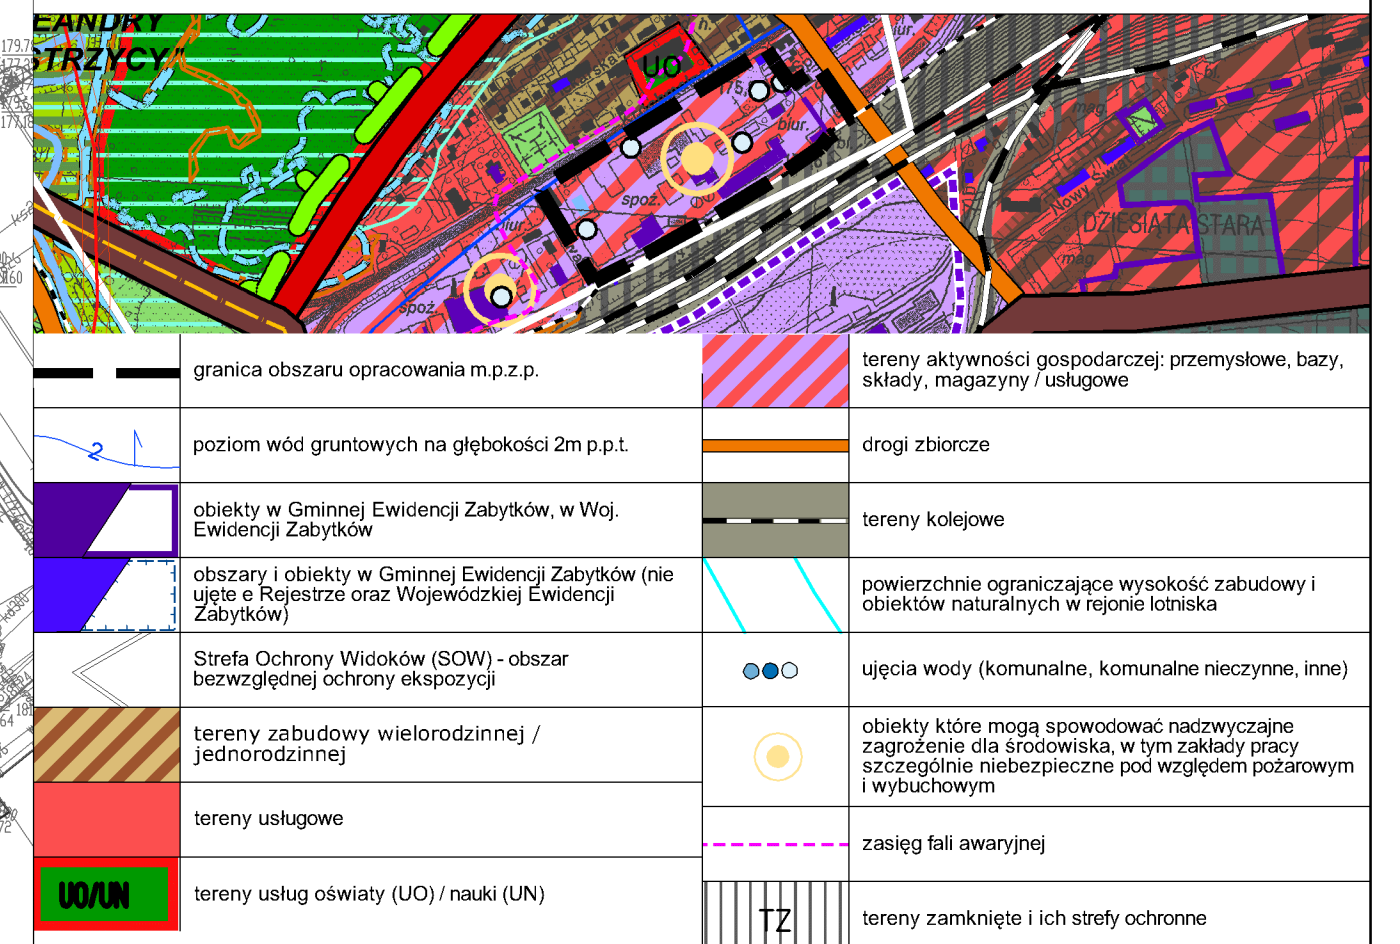 EANDRY
STRZYCY"
UO
h.
biur.
biur.
bl.
spoż.
biur.
spoż.
mag.
bl.
Nowy Świat
DZIESIĄTA STARA
mag.
177.18
granica obszaru opracowania m.p.z.p.
2
poziom wód gruntowych na głębokości 2m p.p.t.
obiekty w Gminnej Ewidencji Zabytków, w Woj.
Ewidencji Zabytków
obszary i obiekty w Gminnej Ewidencji Zabytków (nie
ujęte e Rejestrze oraz Wojewódzkiej Ewidencji
Zabytków)
Strefa Ochrony Widoków (SOW) - obszar
bezwzględnej ochrony ekspozycji
tereny zabudowy wielorodzinnej /
jednorodzinnej
tereny usługowe
UO/UN
tereny usług oświaty (UO) / nauki (UN)
tereny aktywności gospodarczej: przemysłowe, bazy,
składy, magazyny / usługowe
drogi zbiorcze
tereny kolejowe
powierzchnie ograniczające wysokość zabudowy i
obiektów naturalnych w rejonie lotniska
ujęcia wody (komunalne, komunalne nieczynne, inne)
obiekty które mogą spowodować nadzwyczajne
zagrożenie dla środowiska, w tym zakłady pracy
szczególnie niebezpieczne pod względem pożarowym
i wybuchowym
zasięg fali awaryjnej
TZ
tereny zamknięte i ich strefy ochronne